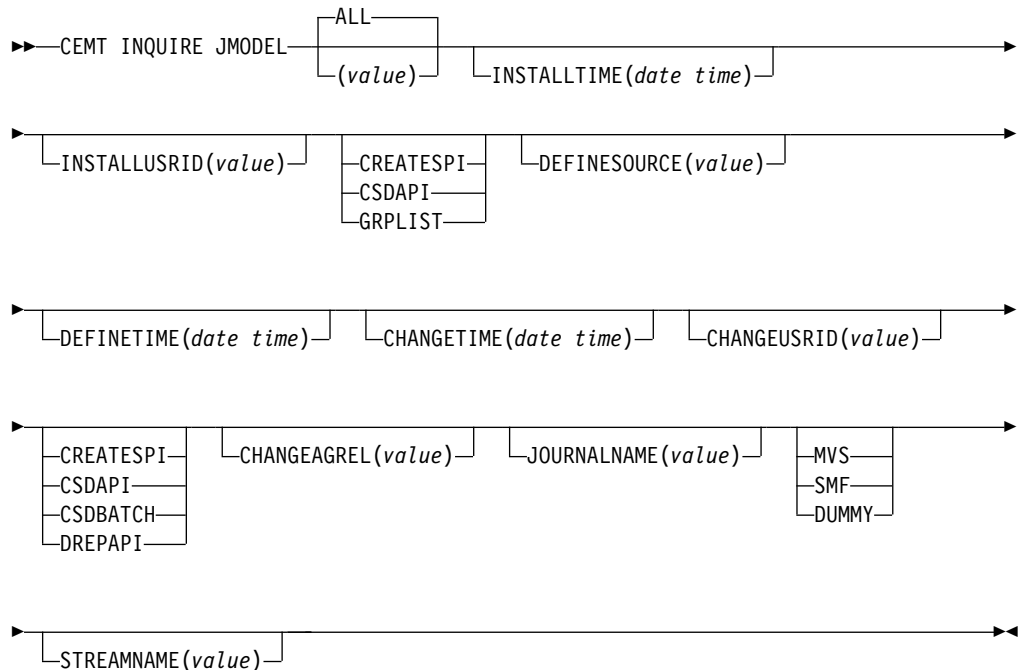 ALL
CEMT INQUIRE JMODEL
(value)
INSTALLTIME(date time)
INSTALLUSRID(value)
CREATESPI
CSDAPI
GRPLIST
DEFINESOURCE(value)
DEFINETIME(date time)
CHANGETIME(date time)
CHANGEUSRID(value)
CREATESPI
CSDAPI
CSDBATCH
DREPAPI
CHANGEAGREL(value)
JOURNALNAME(value)
MVS
SMF
DUMMY
STREAMNAME(value)